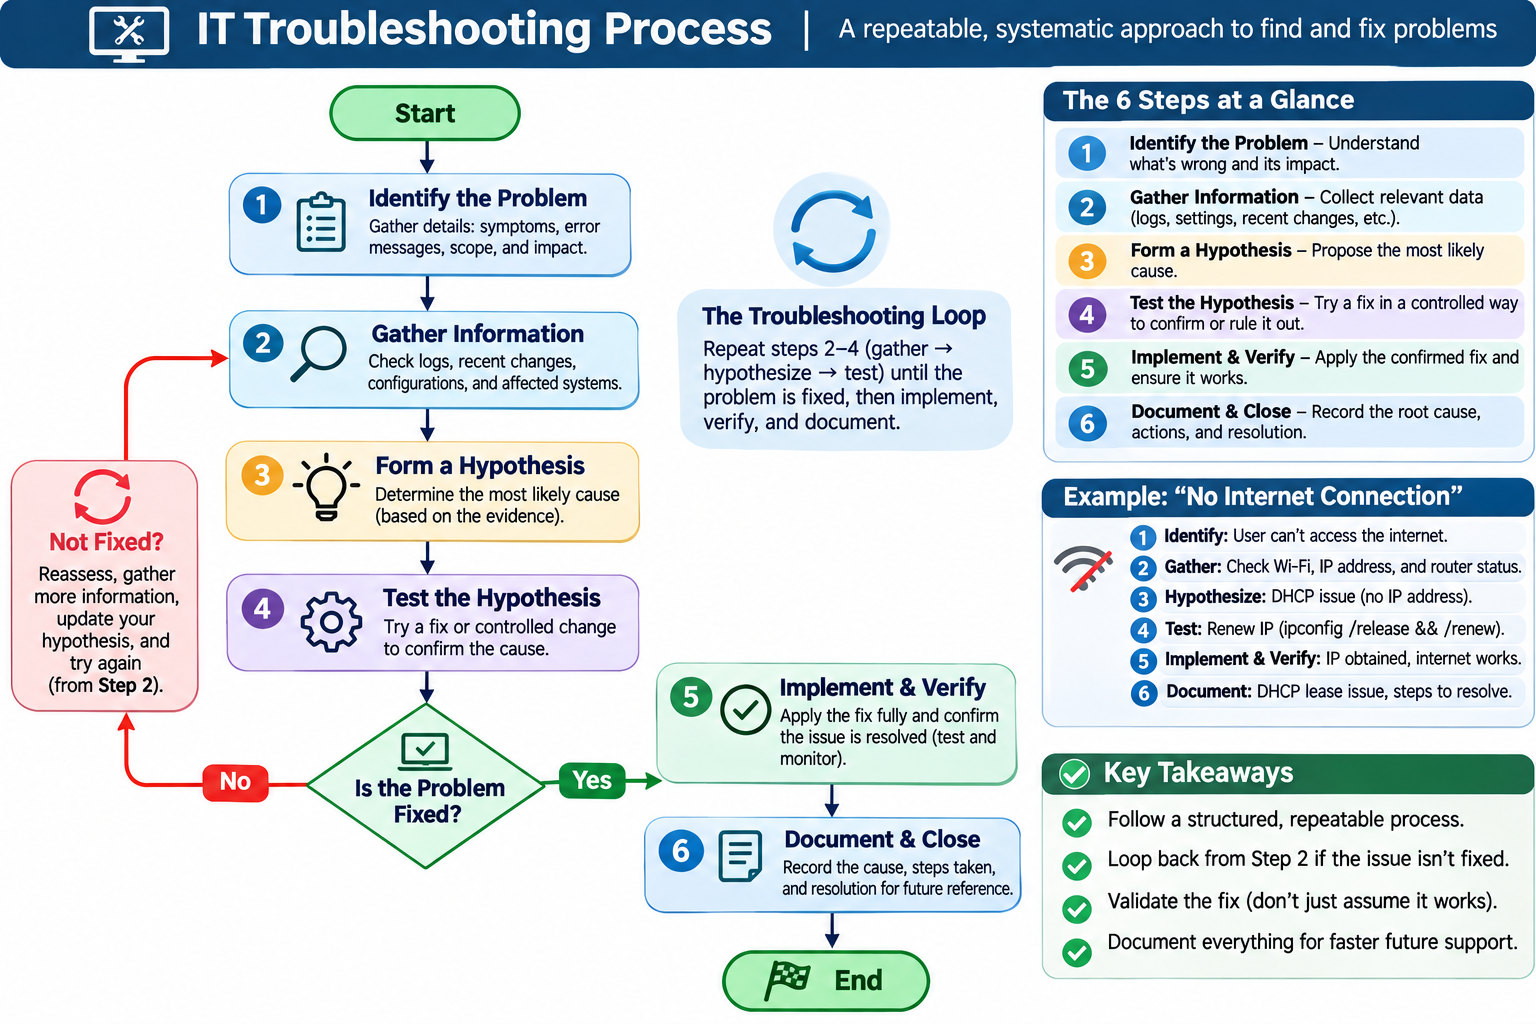 IT Troubleshooting Process
A repeatable, systematic approach to find and fix problems
Start
1
Identify the Problem
Gather details: symptoms, error
messages, scope, and impact.
2
Gather Information
Check logs, recent changes,
configurations, and affected systems.
3
Form a Hypothesis
Determine the most likely cause
(based on the evidence).
4
Test the Hypothesis
Try a fix or controlled change
to confirm the cause.
Is the Problem
Fixed?
No
Not Fixed?
Reassess, gather
more information,
update your
hypothesis, and
try again
(from Step 2).
Yes
5
Implement & Verify
Apply the fix fully and confirm
the issue is resolved (test and
monitor).
6
Document & Close
Record the cause, steps taken,
and resolution for future reference.
End
The Troubleshooting Loop
Repeat steps 2–4 (gather →
hypothesize → test) until the
problem is fixed, then implement,
verify, and document.
The 6 Steps at a Glance
1
Identify the Problem – Understand
what's wrong and its impact.
2
Gather Information – Collect relevant data
(logs, settings, recent changes, etc.).
3
Form a Hypothesis – Propose the most likely
cause.
4
Test the Hypothesis – Try a fix in a controlled way
to confirm or rule it out.
5
Implement & Verify – Apply the confirmed fix and
ensure it works.
6
Document & Close – Record the root cause,
actions, and resolution.
Example: “No Internet Connection”
1 Identify: User can't access the internet.
2 Gather: Check Wi-Fi, IP address, and router status.
3 Hypothesize: DHCP issue (no IP address).
4 Test: Renew IP (ipconfig /release && /renew).
5 Implement & Verify: IP obtained, internet works.
6 Document: DHCP lease issue, steps to resolve.
Key Takeaways
Follow a structured, repeatable process.
Loop back from Step 2 if the issue isn't fixed.
Validate the fix (don't just assume it works).
Document everything for faster future support.